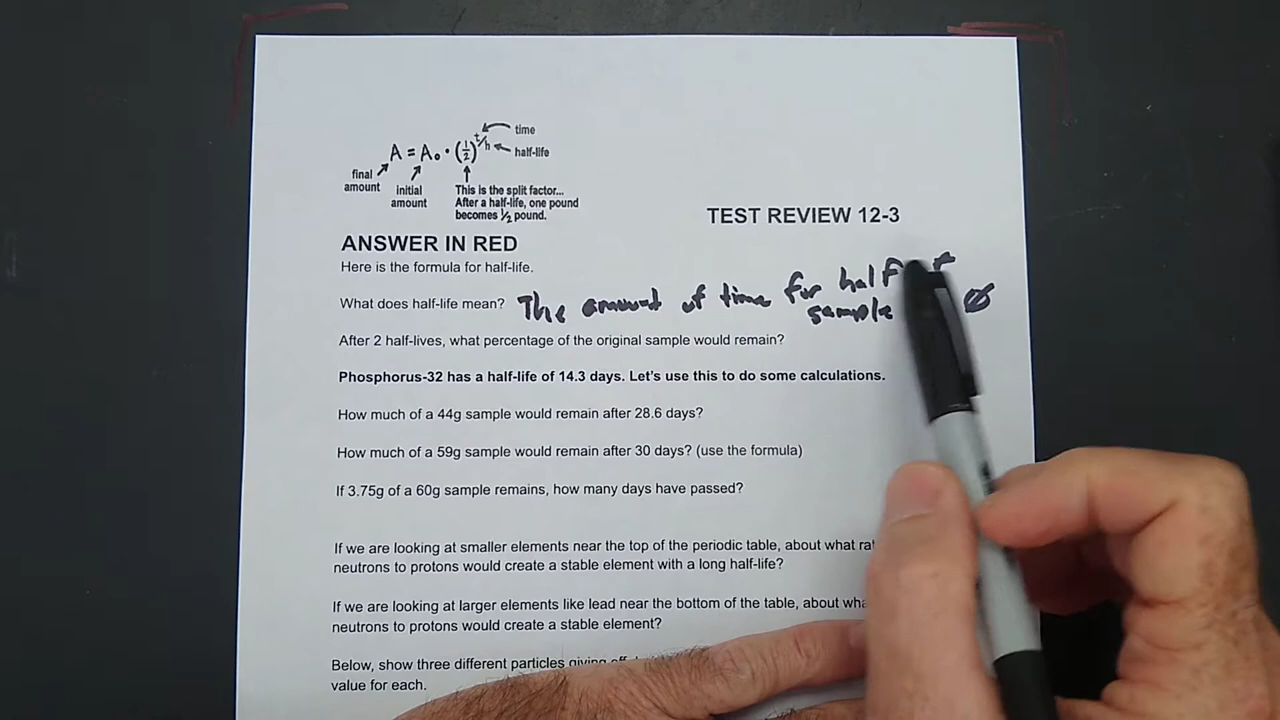 A = A₀ · (½)^t/h
time
half-life
final
amount
initial
amount
This is the split factor...
After a half-life, one pound
becomes ½ pound.
TEST REVIEW 12-3
ANSWER IN RED
Here is the formula for half-life.
What does half-life mean? The amount of time for half
sample
After 2 half-lives, what percentage of the original sample would remain?
Phosphorus-32 has a half-life of 14.3 days. Let's use this to do some calculations.
How much of a 44g sample would remain after 28.6 days?
How much of a 59g sample would remain after 30 days? (use the formula)
If 3.75g of a 60g sample remains, how many days have passed?
If we are looking at smaller elements near the top of the periodic table, about what
neutrons to protons would create a stable element with a long half-life?
If we are looking at larger elements like lead near the bottom of the table, about
neutrons to protons would create a stable element?
Below, show three different particles giving
value for each.